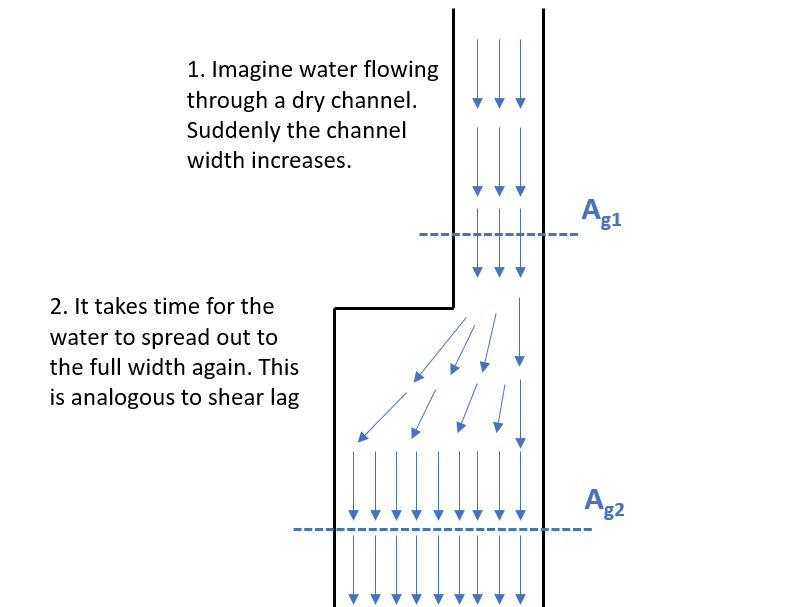 1. Imagine water flowing
through a dry channel.
Suddenly the channel
width increases.
Ag1
2. It takes time for the
water to spread out to
the full width again. This
is analogous to shear lag
Ag2